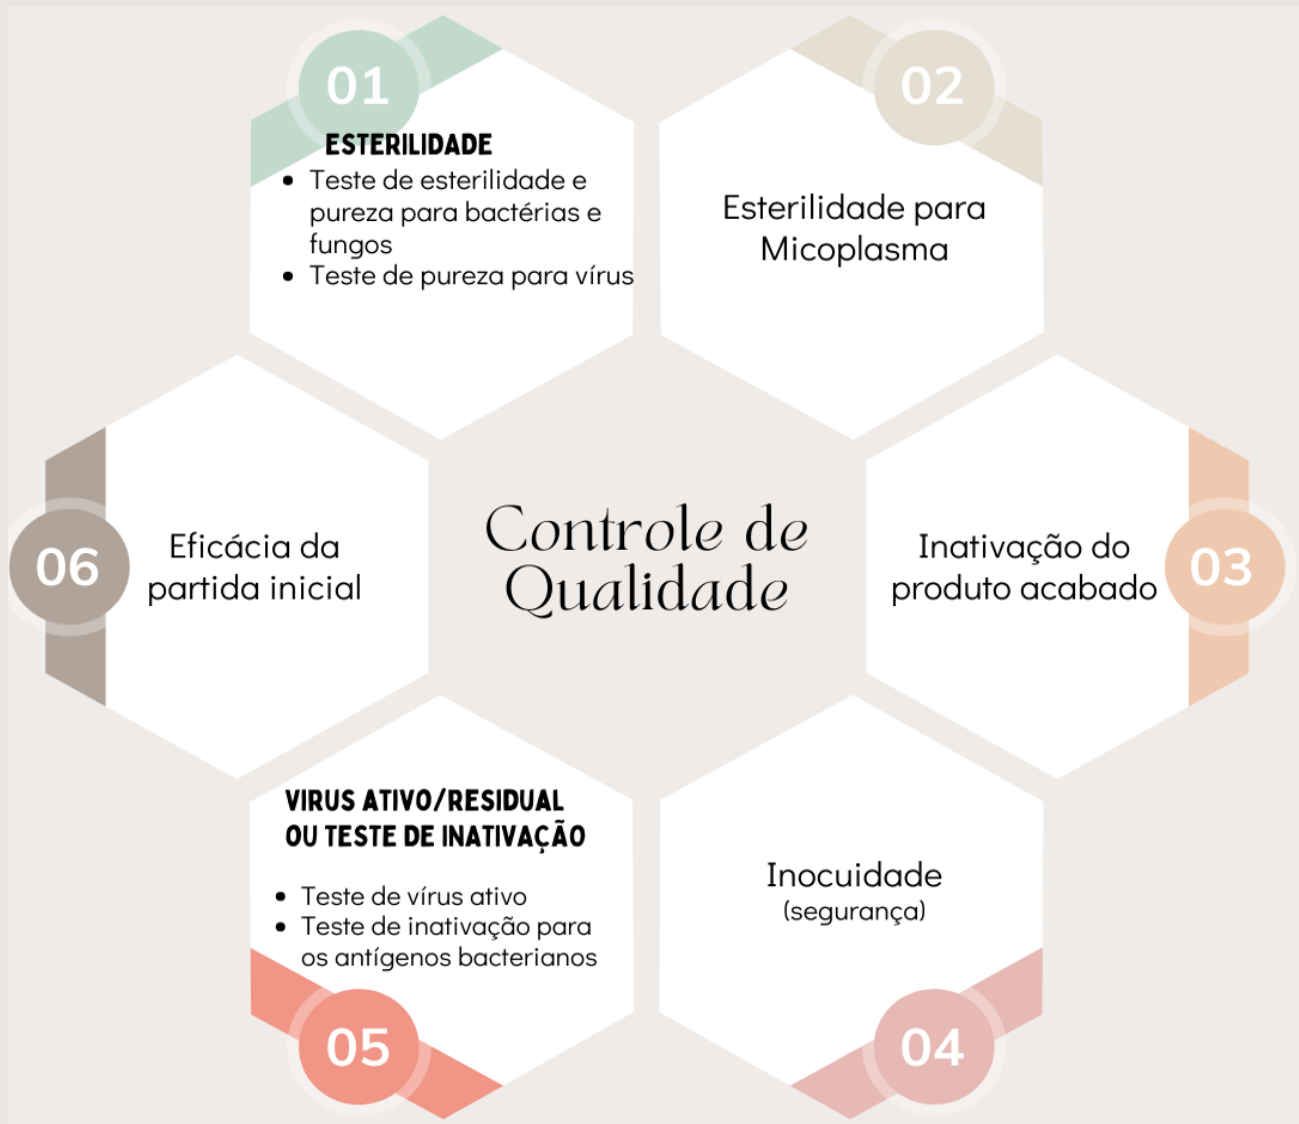 01
ESTERILIDADE
• Teste de esterilidade e
pureza para bactérias e
fungos
• Teste de pureza para vírus
02
Esterilidade para
Micoplasma
03
Inativação do
produto acabado
04
Inocuidade
(segurança)
05
VIRUS ATIVO/RESIDUAL
OU TESTE DE INATIVAÇÃO
• Teste de vírus ativo
• Teste de inativação para
os antígenos bacterianos
06
Eficácia da
partida inicial
Controle de
Qualidade